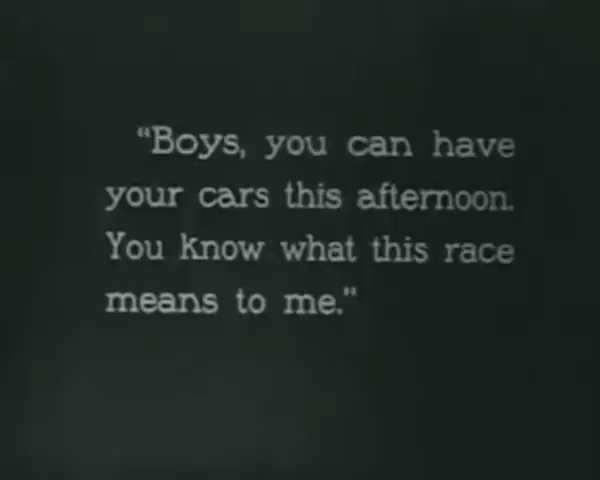 "Boys, you can have
your cars this afternoon.
You know what this race
means to me."